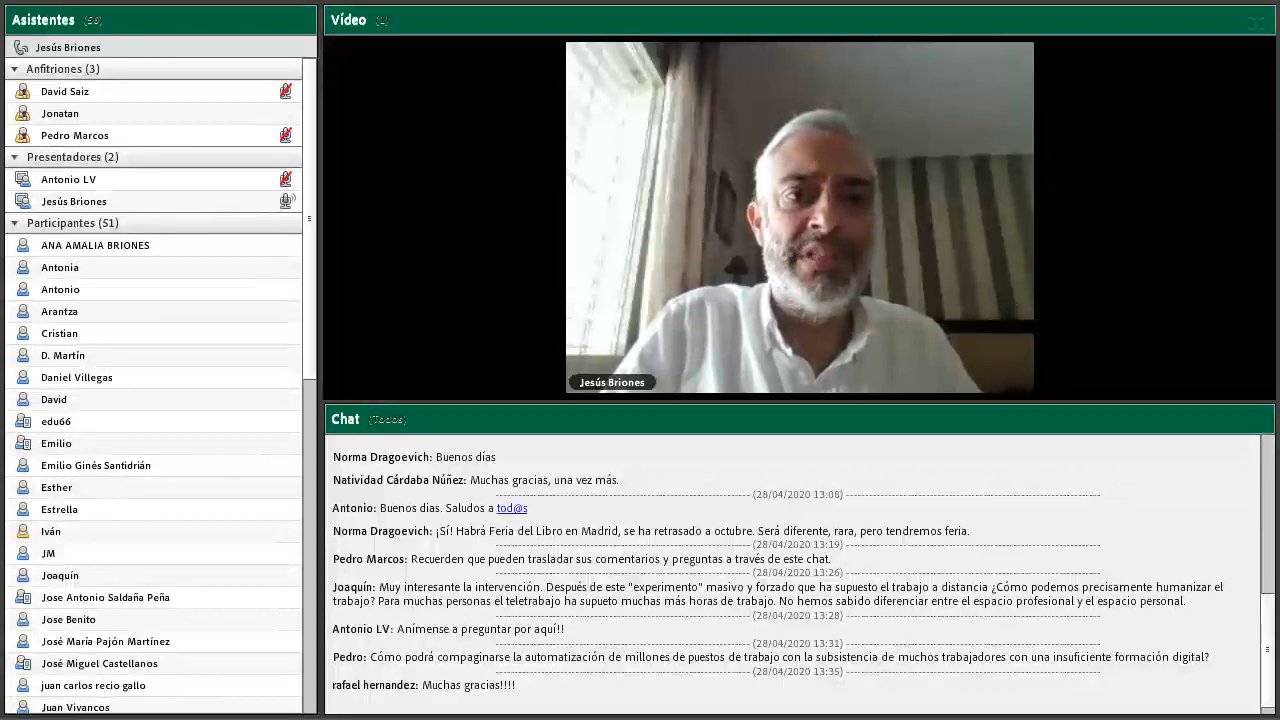 Asistentes (56)
Jesús Briones
Anfitriones (3)
David Saiz
Jonatan
Pedro Marcos
Presentadores (2)
Antonio LV
Jesús Briones
Participantes (51)
ANA AMALIA BRIONES
Antonia
Antonio
Arantza
Cristian
D. Martín
Daniel Villegas
David
edu66
Emilio
Emilio Ginés Santidrián
Esther
Estrella
Iván
JM
Joaquín
Jose Antonio Saldaña Peña
Jose Benito
José María Pajón Martínez
José Miguel Castellanos
juan carlos recio gallo
Juan Vivancos
Vídeo (1)
Jesús Briones
Chat (Todos)
Norma Dragoevich: Buenos días
Natividad Cárdaba Núñez: Muchas gracias, una vez más.
(28/04/2020 13:08)
Antonio: Buenos dias. Saludos a tod@s
Norma Dragoevich: ¡Sí! Habrá Feria del Libro en Madrid, se ha retrasado a octubre. Será diferente, rara, pero tendremos feria.
(28/04/2020 13:19)
Pedro Marcos: Recuerden que pueden trasladar sus comentarios y preguntas a través de este chat.
(28/04/2020 13:26)
Joaquín: Muy interesante la intervención. Después de este "experimento" masivo y forzado que ha supuesto el trabajo a distancia ¿Cómo podemos precisamente humanizar el
trabajo? Para muchas personas el teletrabajo ha supueto muchas más horas de trabajo. No hemos sabido diferenciar entre el espacio profesional y el espacio personal.
(28/04/2020 13:28)
Antonio LV: Anímense a preguntar por aquí!!
(28/04/2020 13:31)
Pedro: Cómo podrá compaginarse la automatización de millones de puestos de trabajo con la subsistencia de muchos trabajadores con una insuficiente formación digital?
(28/04/2020 13:35)
rafael hernandez: Muchas gracias!!!!